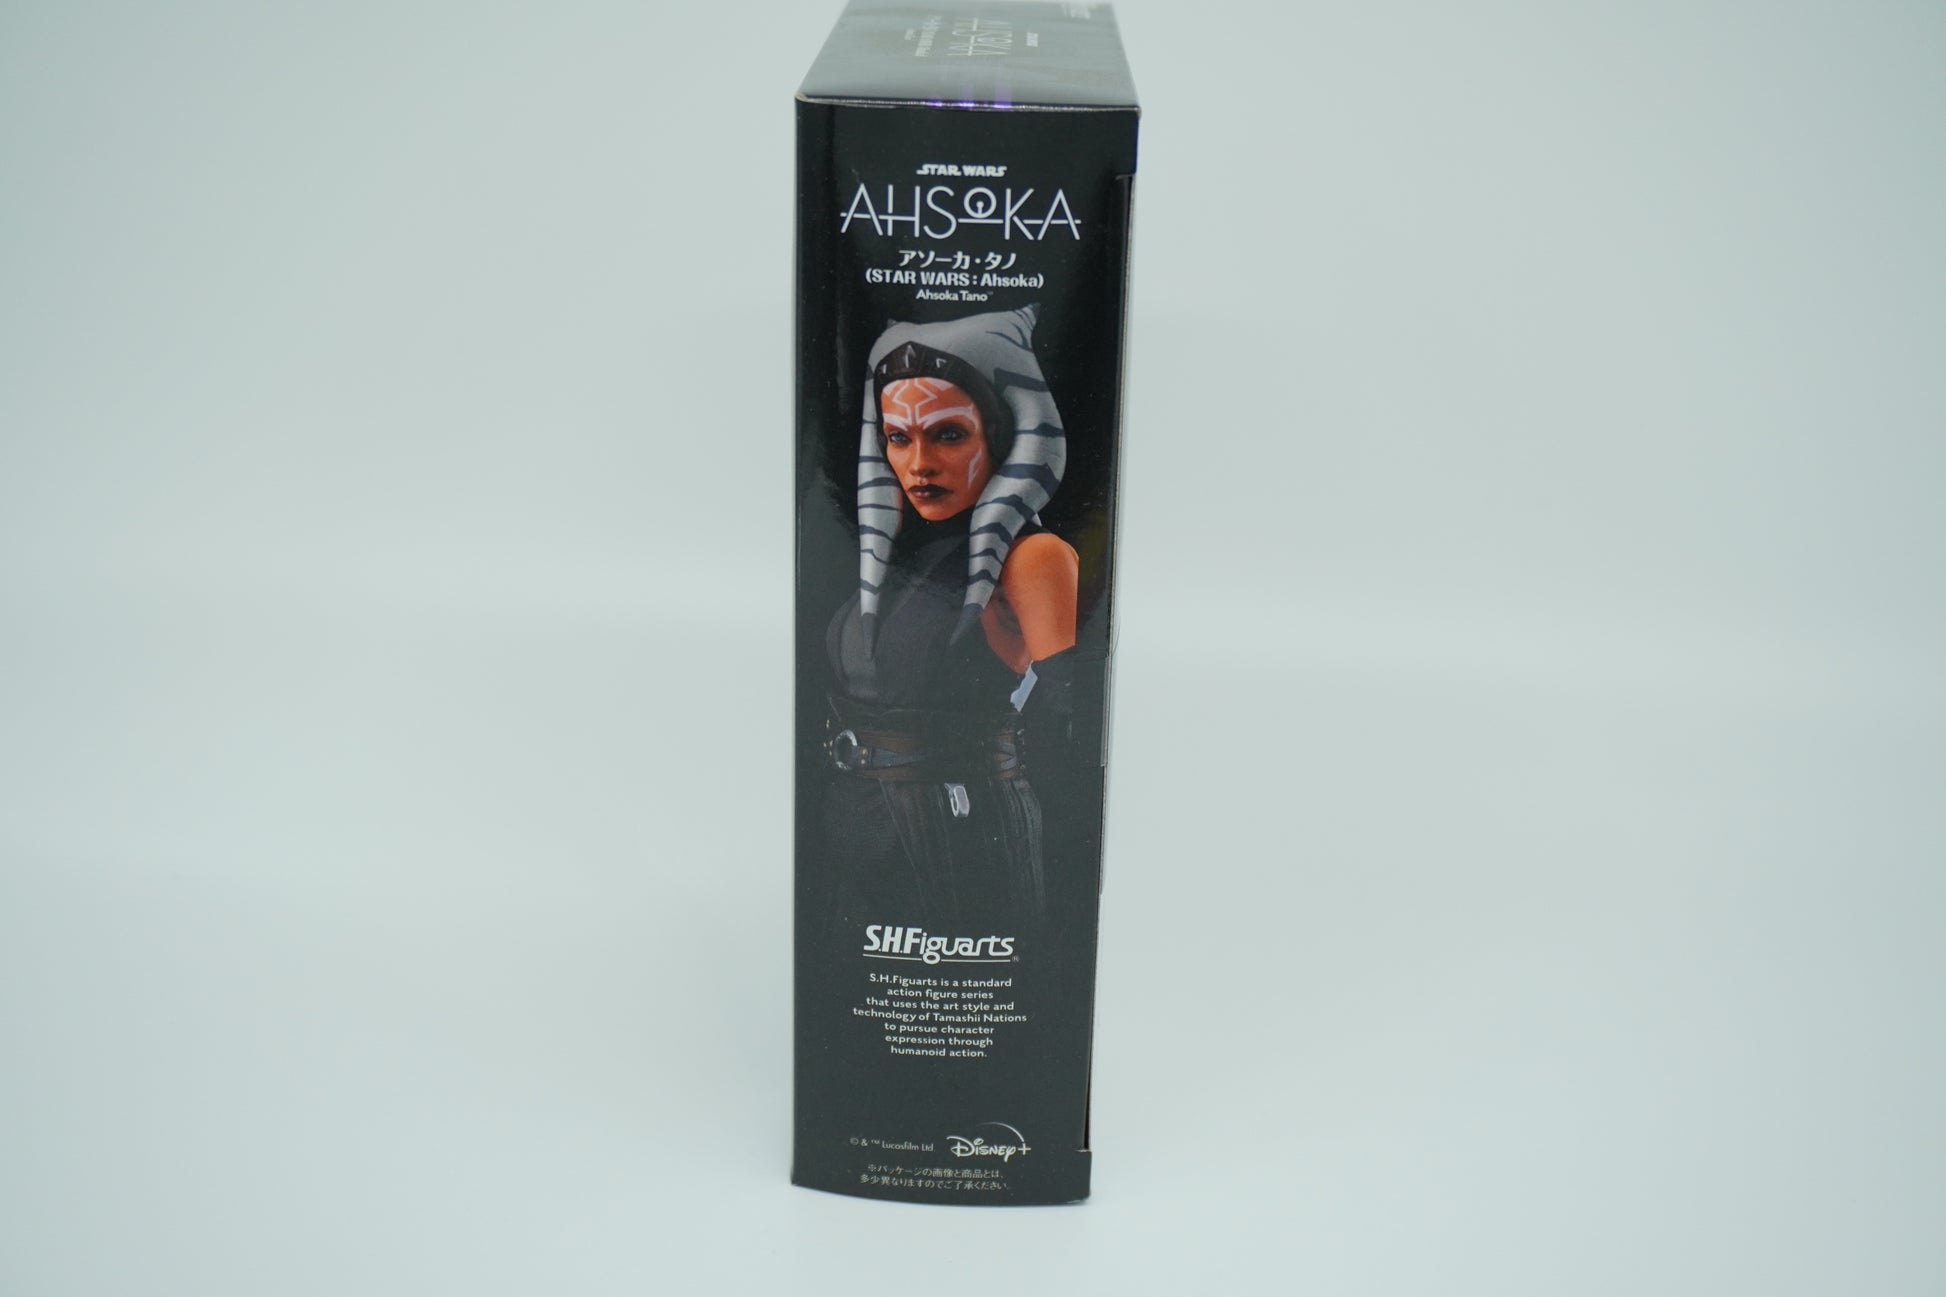 AHSOKA
STAR WARS
AHSOKA
アソーカ・タノ
(STAR WARS : Ahsoka)
Ahsoka Tano™
S.H.Figuarts®
S.H.Figuarts is a standard
action figure series
that uses the art style and
technology of Tamashii Nations
to pursue character
expression through
humanoid action.
© & ™ Lucasfilm Ltd. Disney+
※パッケージの画像と商品とは、
多少異なりますのでご了承ください。